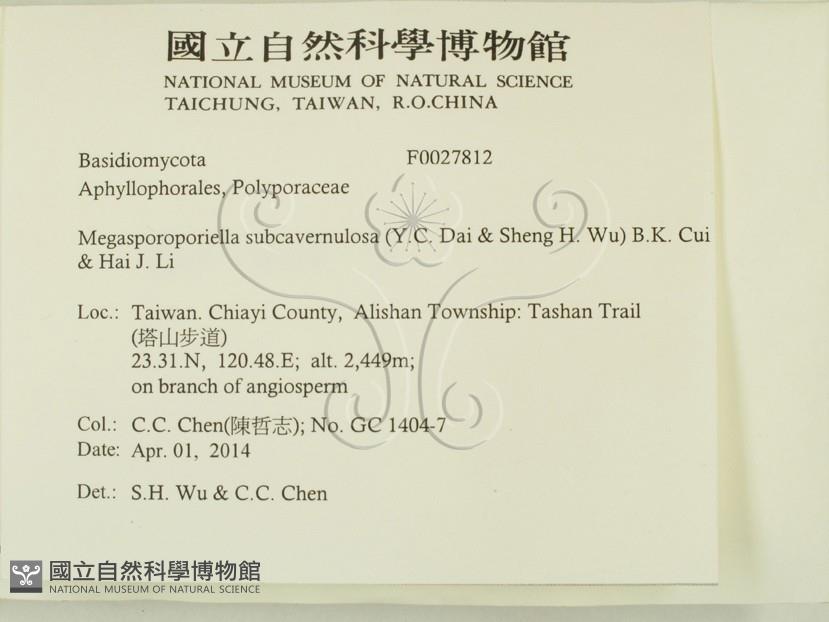 國立自然科學博物館
NATIONAL MUSEUM OF NATURAL SCIENCE
TAICHUNG, TAIWAN, R.O.CHINA
Basidiomycota F0027812
Aphyllophorales, Polyporaceae
Megasporoporiella subcavernulosa (Y.C. Dai & Sheng H. Wu) B.K. Cui
& Hai J. Li
Loc.: Taiwan. Chiayi County, Alishan Township: Tashan Trail
(塔山步道)
23.31.N, 120.48.E; alt. 2,449m;
on branch of angiosperm
Col.: C.C. Chen(陳哲志); No. GC 1404-7
Date: Apr. 01, 2014
Det.: S.H. Wu & C.C. Chen
國立自然科學博物館
NATIONAL MUSEUM OF NATURAL SCIENCE